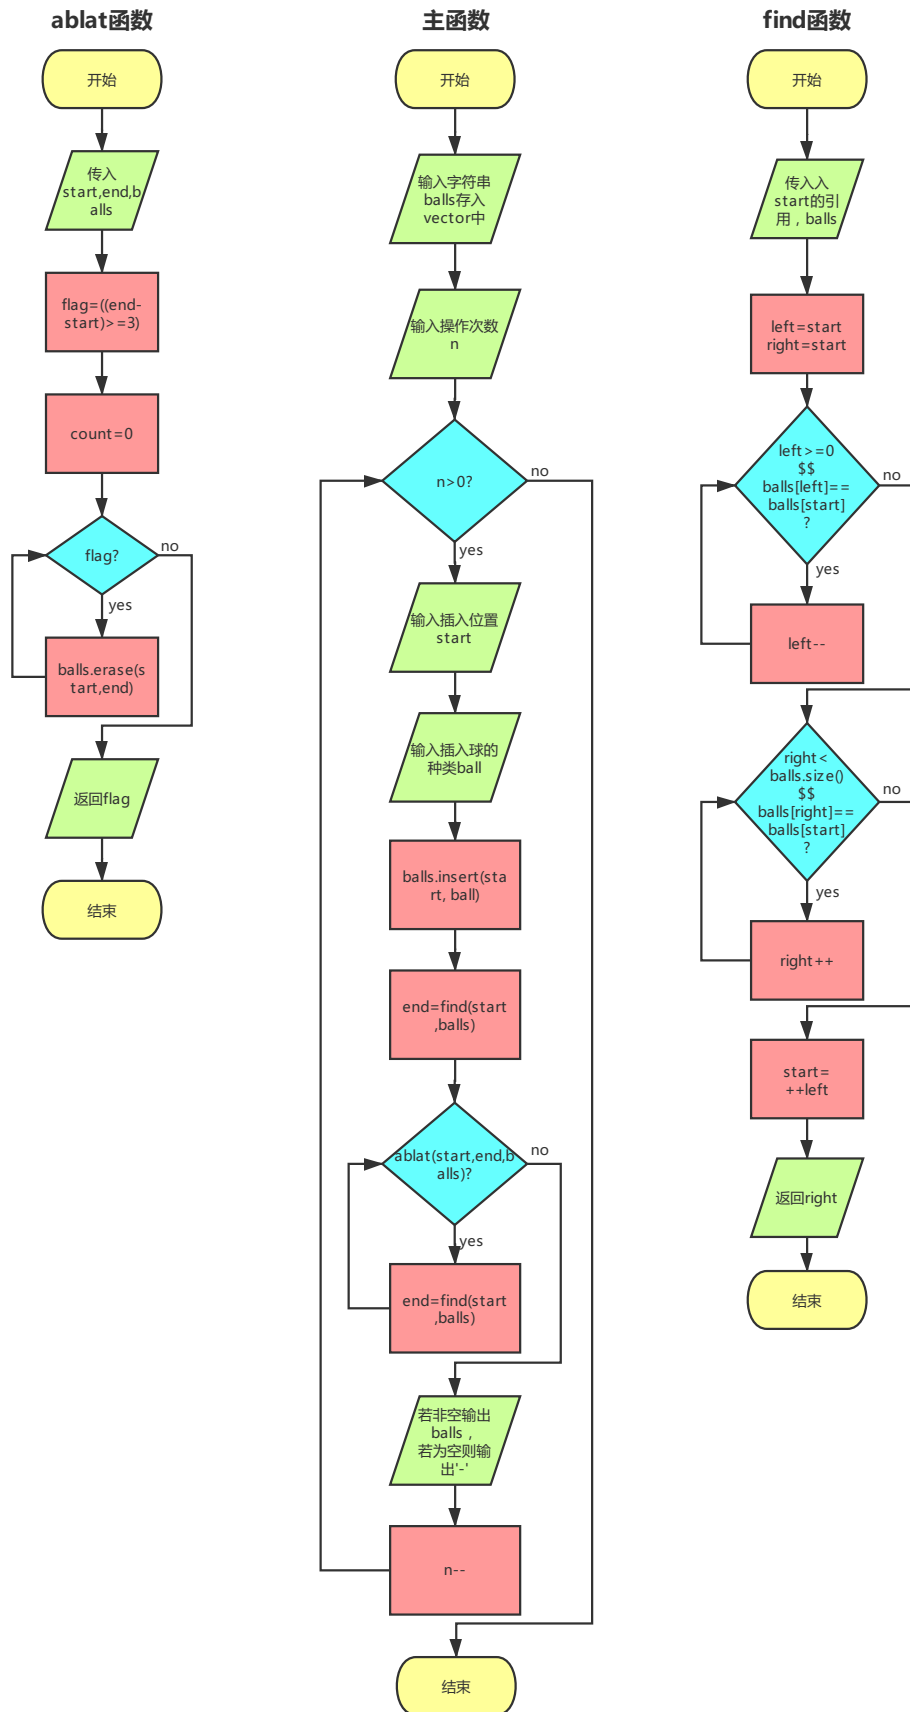 ablat函数
开始
传入
start,end,b
alls
flag=((end-
start)>=3)
count=0
flag?
no
yes
balls.erase(s
tart,end)
返回flag
结束
主函数
开始
输入字符串
balls存入
vector中
输入操作次数
n
n>0?
no
yes
输入插入位置
start
输入插入球的
种类ball
balls.insert(sta
rt, ball)
end=find(start
,balls)
ablat(start,end,b
alls)?
no
yes
end=find(start
,balls)
若非空输出
balls，
若为空则输
出'-'
n--
结束
find函数
开始
传入入
start的引
用，balls
left=start
right=start
left>=0
$$
balls[left]==
balls[start]
?
no
yes
left--
right<
balls.size()
$$
balls[right]==
balls[start]
?
no
yes
right++
start=
++left
返回right
结束